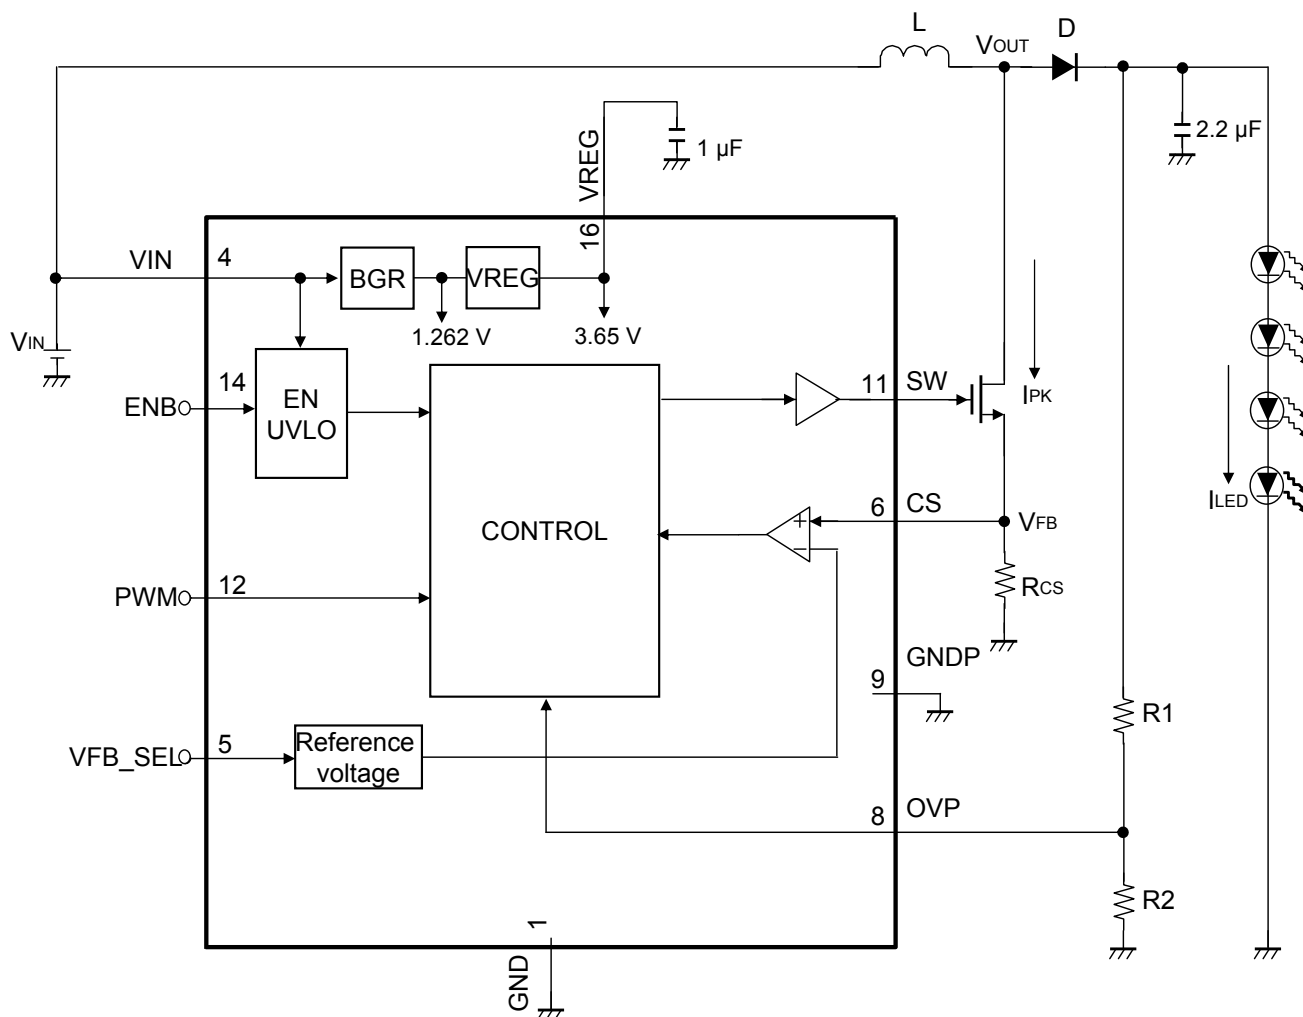 L
VOUT
D
2.2 µF
1 µF
VREG
16
VIN
4
BGR
VREG
1.262 V
3.65 V
VIN
14
ENB
EN
UVLO
11
SW
IPK
ILED
CONTROL
6
CS
VFB
RCS
12
PWM
GNDP
9
R1
5
VFB_SEL
Reference
voltage
OVP
8
R2
1
GND